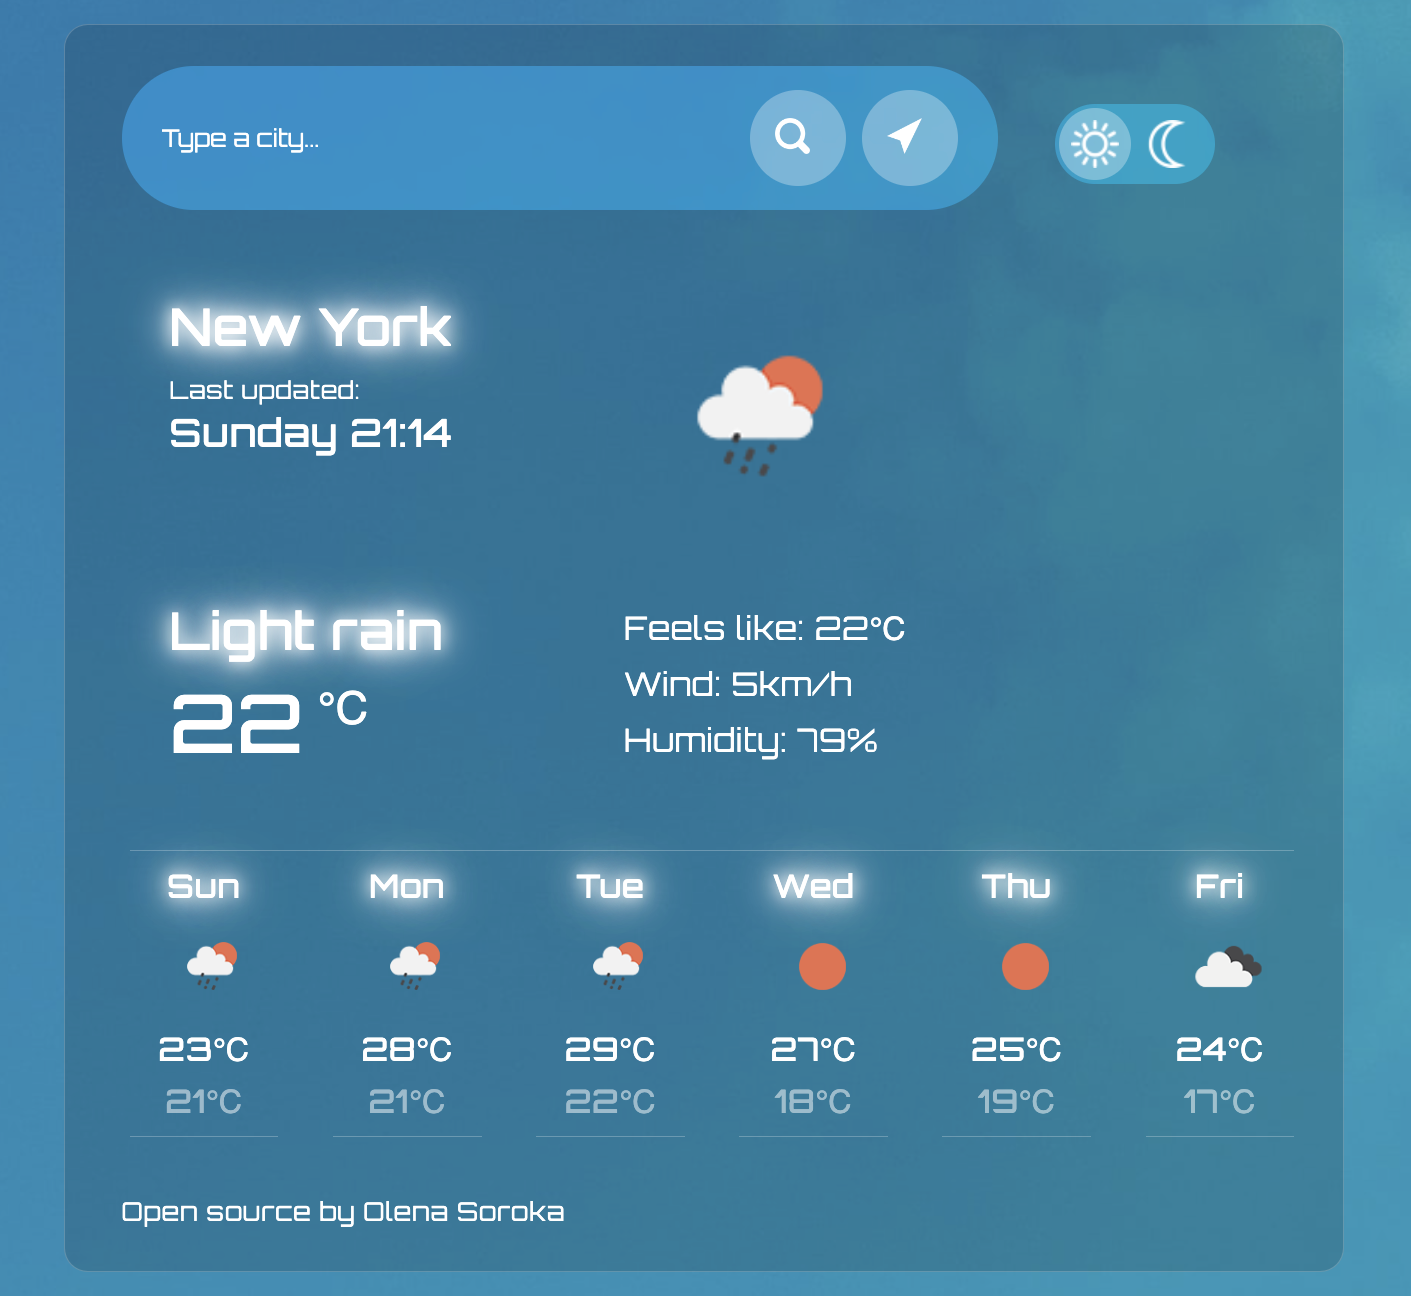 Type a city...
New York
Last updated:
Sunday 21:14
Light rain
22 °C
Feels like: 22°C
Wind: 5km/h
Humidity: 79%
Sun Mon Tue Wed Thu Fri
23°C 28°C 29°C 27°C 25°C 24°C
21°C 21°C 22°C 18°C 19°C 17°C
Open source by Olena Soroka